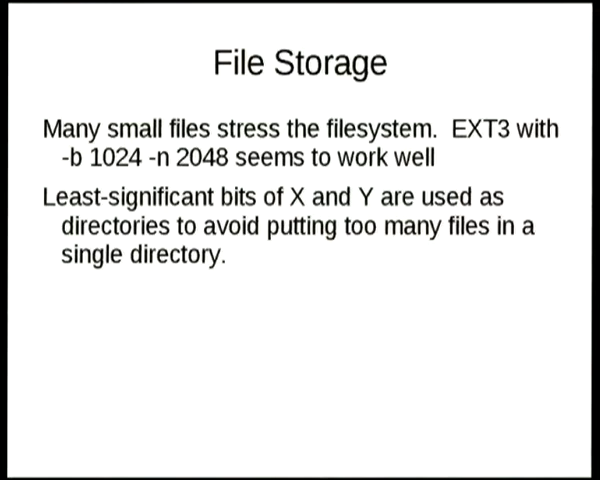 File Storage
Many small files stress the filesystem. EXT3 with
-b 1024 -n 2048 seems to work well
Least-significant bits of X and Y are used as
directories to avoid putting too many files in a
single directory.